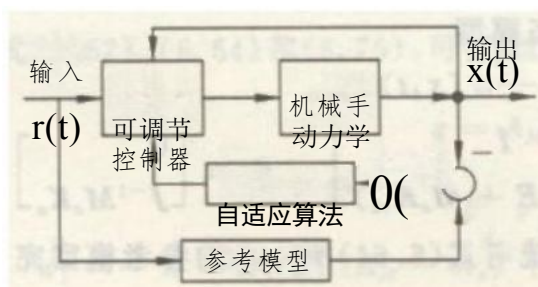 输入
r(t)
可调节
控制器
机械手
动力学
输出
x(t)
−
自适应算法
0(
参考模型